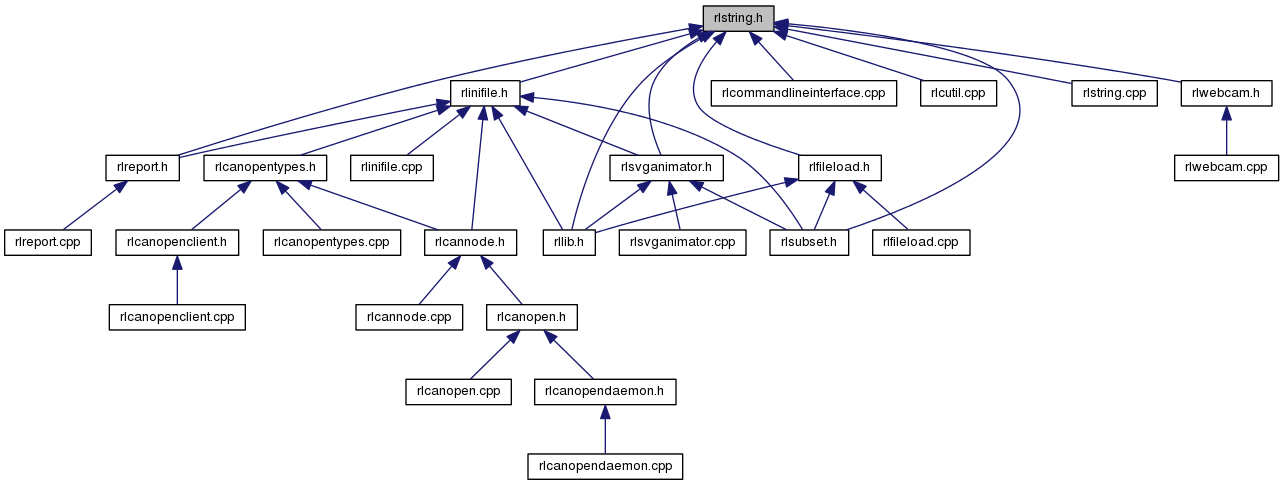 rlstring.h
rlinifile.h
rlcommandlineinterface.cpp
rlcutil.cpp
rlstring.cpp
rlwebcam.h
rlreport.h
rlcanopentypes.h
rlinifile.cpp
rlsvganimator.h
rlfileload.h
rlwebcam.cpp
rlreport.cpp
rlcanopenclient.h
rlcanopentypes.cpp
rlcannode.h
rllib.h
rlsvganimator.cpp
rlsubset.h
rlfileload.cpp
rlcanopenclient.cpp
rlcannode.cpp
rlcanopen.h
rlcanopen.cpp
rlcanopendaemon.h
rlcanopendaemon.cpp